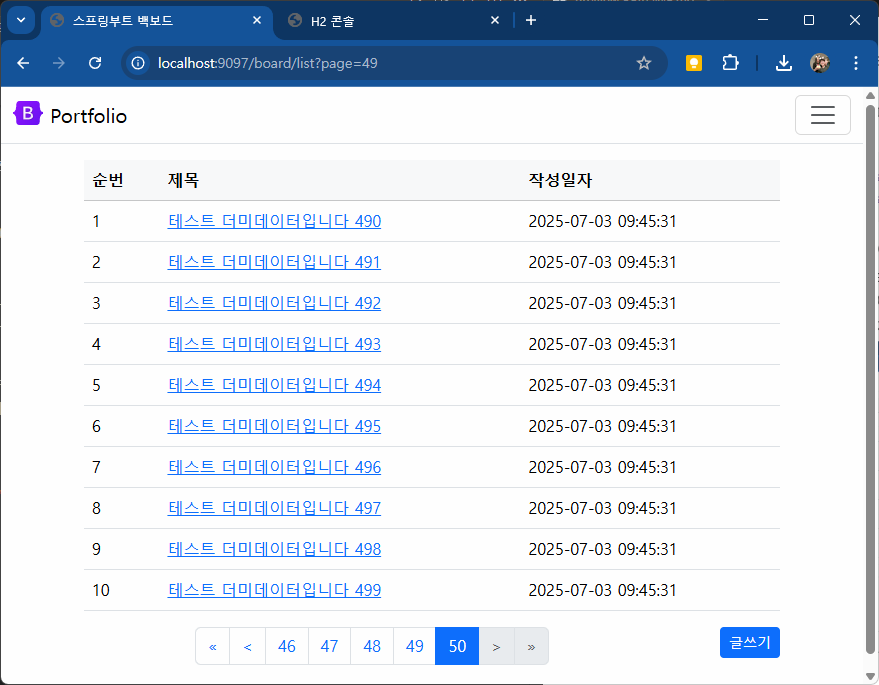 스프링부트 백보드
H2 콘솔
localhost:9097/board/list?page=49
B Portfolio
순번 제목 작성일자
1 테스트 더미데이터입니다 490 2025-07-03 09:45:31
2 테스트 더미데이터입니다 491 2025-07-03 09:45:31
3 테스트 더미데이터입니다 492 2025-07-03 09:45:31
4 테스트 더미데이터입니다 493 2025-07-03 09:45:31
5 테스트 더미데이터입니다 494 2025-07-03 09:45:31
6 테스트 더미데이터입니다 495 2025-07-03 09:45:31
7 테스트 더미데이터입니다 496 2025-07-03 09:45:31
8 테스트 더미데이터입니다 497 2025-07-03 09:45:31
9 테스트 더미데이터입니다 498 2025-07-03 09:45:31
10 테스트 더미데이터입니다 499 2025-07-03 09:45:31
« < 46 47 48 49 50 > » 글쓰기